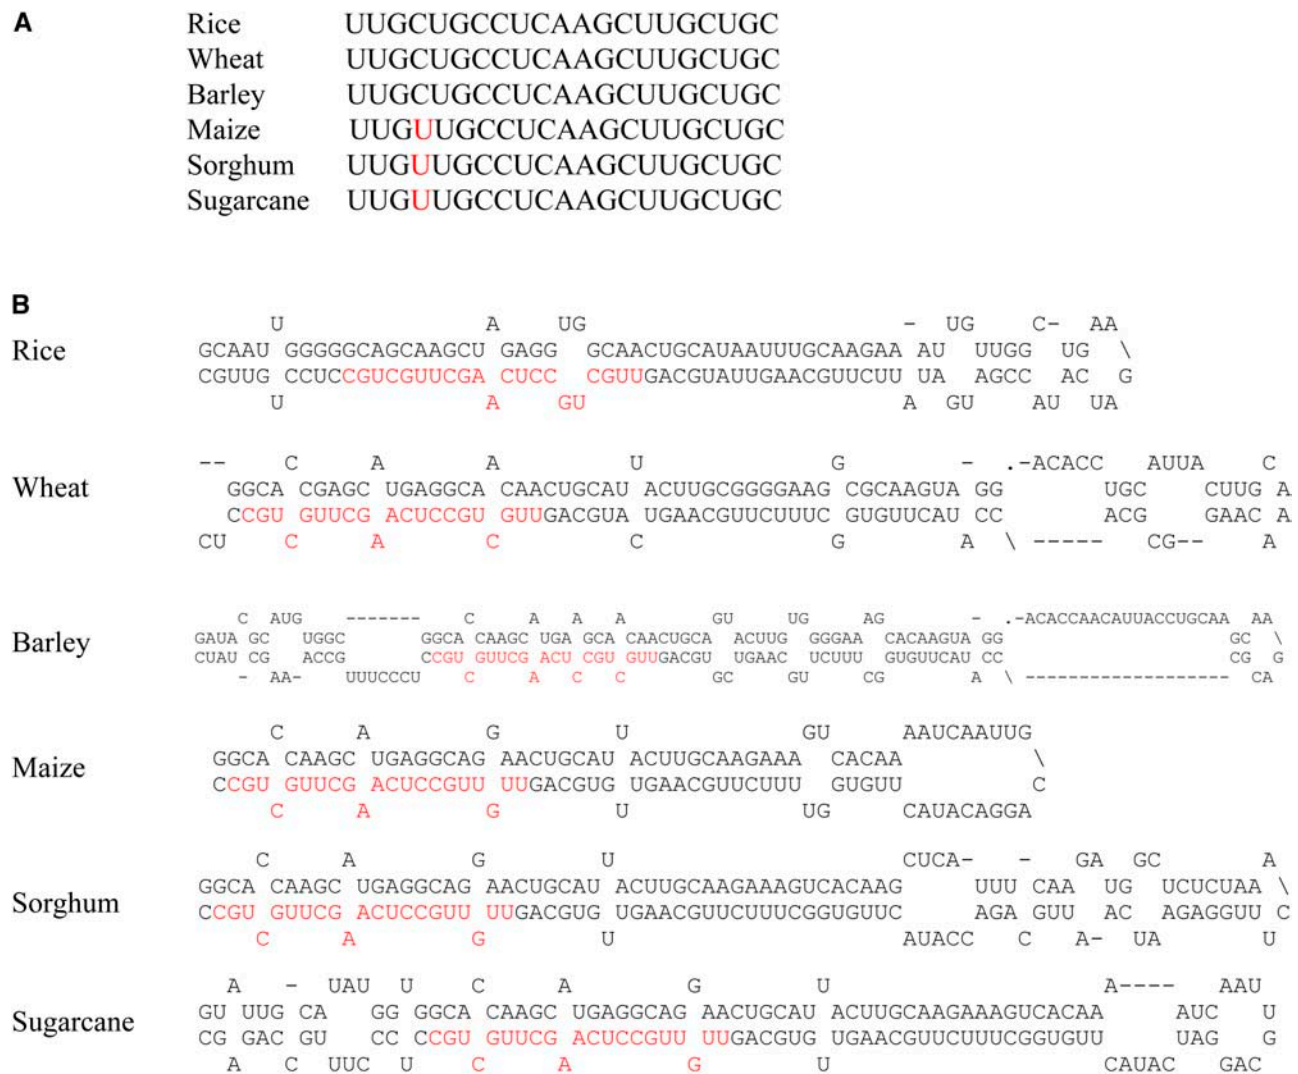 A
Rice UUGCUGCCUCAAGCUUGCUGC
Wheat UUGCUGCCUCAAGCUUGCUGC
Barley UUGCUGCCUCAAGCUUGCUGC
Maize UUGUUGCCUCAAGCUUGCUGC
Sorghum UUGUUGCCUCAAGCUUGCUGC
Sugarcane UUGUUGCCUCAAGCUUGCUGC
B
U A UG - UG C- AA
Rice
GCAAU GGGGGCAGCAAGCU GAGG GCAACUGCAUAAUUUGCAAGAA AU UUGG UG \
CGUUG CCUCCGUCGUUCGA CUCC CGUUGACGUAUUGAACGUUCUU UA AGCC AC G
U A GU A GU AU UA
-- C A A U G - .-ACACC AUUA C
Wheat
GGCA CGAGC UGAGGCA CAACUGCAU ACUUGCGGGGAAG CGCAAGUA GG UGC CUUG A
CCGU GUUCG ACUCCGU GUUGACGUA UGAACGUUCUUUC GUGUUCAU CC ACG GAAC A
CU C A C C G A \ ----- CG-- A
C AUG ------- C A A A GU UG AG - .-ACACCAACAUUACCUGCAA AA
Barley
GAUA GC UGGC GGCA CAAGC UGA GCA CAACUGCA ACUUG GGGAA CACAAGUA GG GC \
CUAU CG ACCG CCGU GUUCG ACU CGU GUUGACGU UGAAC UCUUU GUGUUCAU CC CG G
- AA- UUUCCCU C A C C GC GU CG A \ ------------------- CA
C A G U GU AAUCAAUUG
Maize
GGCA CAAGC UGAGGCAG AACUGCAU ACUUGCAAGAAA CACAA \
CCGU GUUCG ACUCCGUU UUGACGUG UGAACGUUCUUU GUGUU C
C A G U UG CAUACAGGA
C A G U CUCA- - GA GC A
Sorghum
GGCA CAAGC UGAGGCAG AACUGCAU ACUUGCAAGAAAGUCACAAG UUU CAA UG UCUCUAA \
CCGU GUUCG ACUCCGUU UUGACGUG UGAACGUUCUUUCGGUGUUC AGA GUU AC AGAGGUU C
C A G U AUACC C A- UA U
A - UAU U C A G U A---- AAU
Sugarcane
GU UUG CA GG GGCA CAAGC UGAGGCAG AACUGCAU ACUUGCAAGAAAGUCACAA AUC U
CG GAC GU CC CCGU GUUCG ACUCCGUU UUGACGUG UGAACGUUCUUUCGGUGUU UAG G
A C UUC U C A G U CAUAC GAC